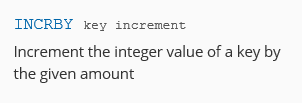 INCRBY key increment
Increment the integer value of a key by
the given amount